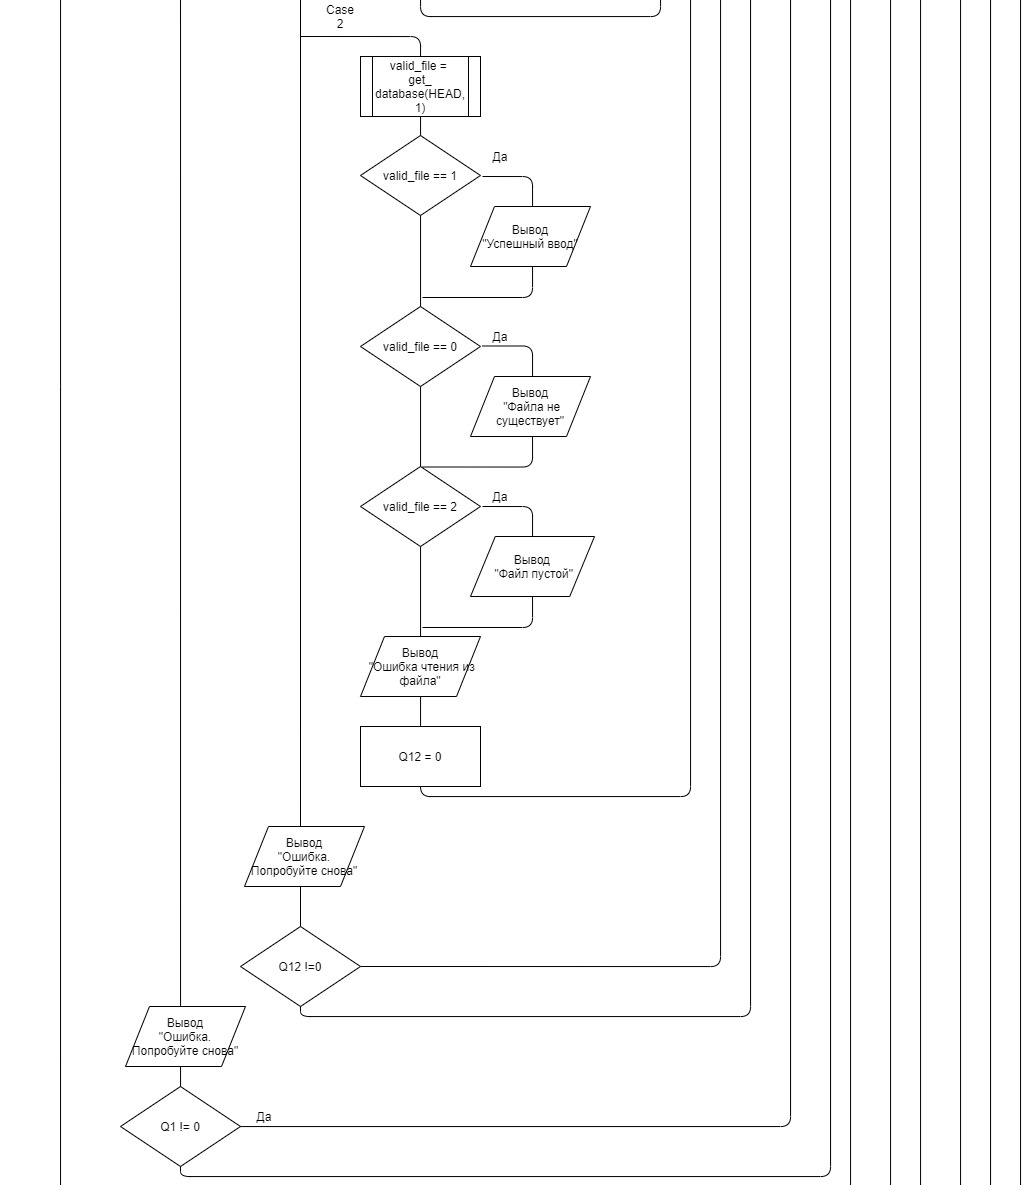 Case
2
valid_file =
get_
database(HEAD,
1)
Да
valid_file == 1
Вывод
"Успешный ввод"
Да
valid_file == 0
Вывод
"Файла не
существует"
Да
valid_file == 2
Вывод
"Файл пустой"
Вывод
"Ошибка чтения из
файла"
Q12 = 0
Вывод
"Ошибка.
Попробуйте снова"
Q12 !=0
Вывод
"Ошибка.
Попробуйте снова"
Да
Q1 != 0